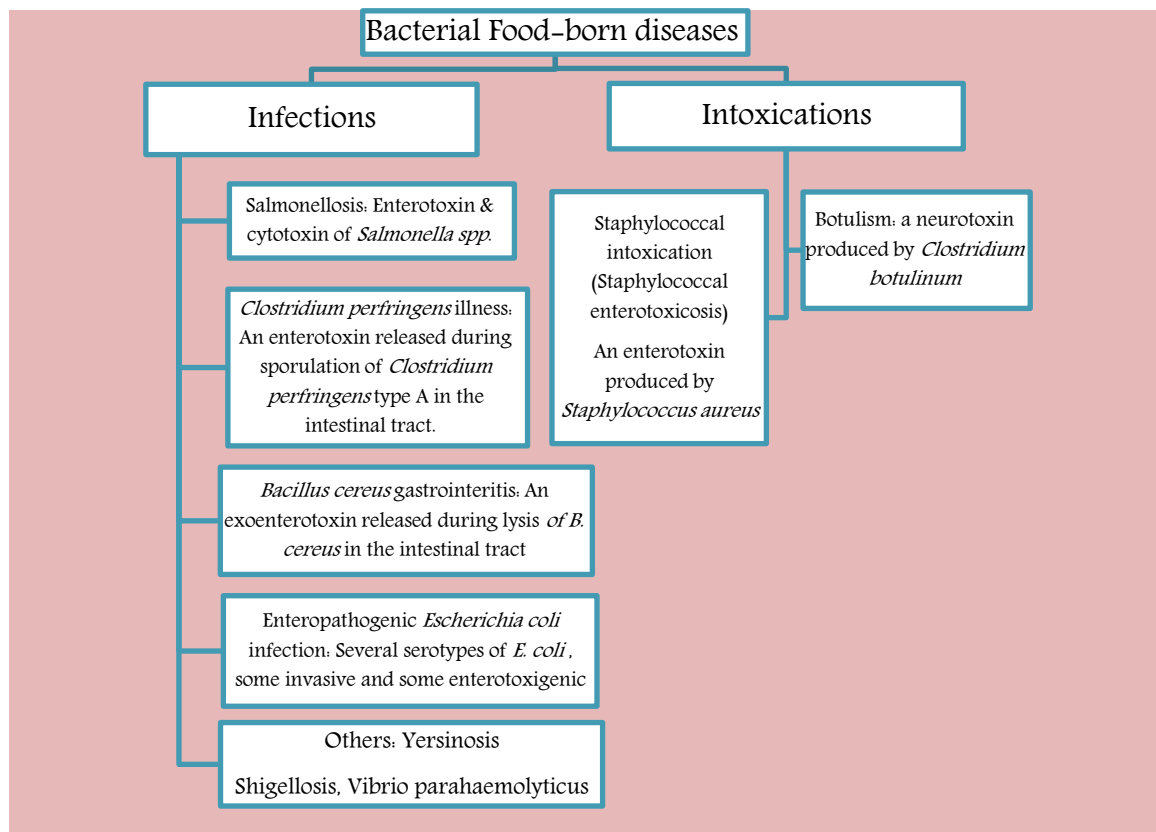 Bacterial Food-born diseases
Infections
Intoxications
Salmonellosis: Enterotoxin &
cytotoxin of Salmonella spp.
Clostridium perfringens illness:
An enterotoxin released during
sporulation of Clostridium
perfringens type A in the
intestinal tract.
Bacillus cereus gastrointeritis: An
exoenterotoxin released during lysis of B.
cereus in the intestinal tract
Enteropathogenic Escherichia coli
infection: Several serotypes of E. coli ,
some invasive and some enterotoxigenic
Others: Yersinosis
Shigellosis, Vibrio parahaemolyticus
Staphylococcal
intoxication
(Staphylococcal
enterotoxicosis)
An enterotoxin
produced by
Staphylococcus aureus
Botulism: a neurotoxin
produced by Clostridium
botulinum